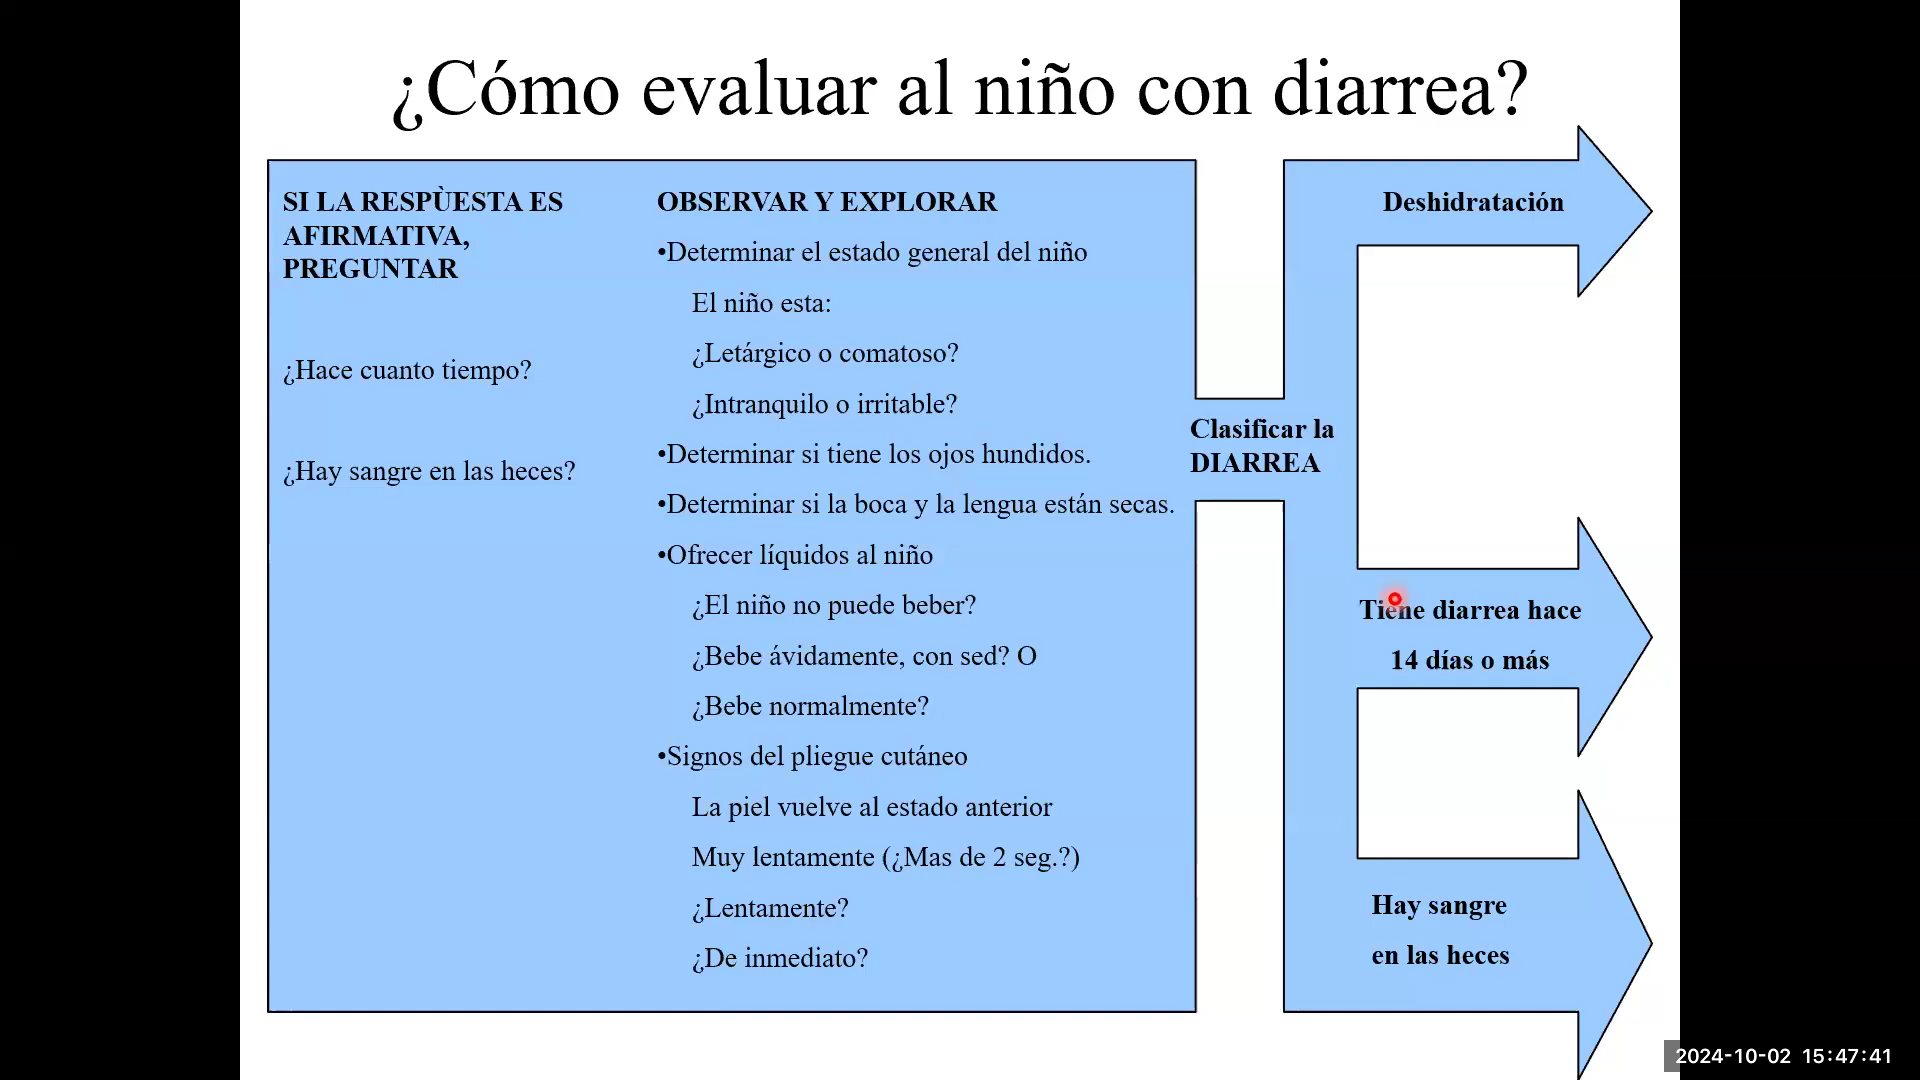 ¿Cómo evaluar al niño con diarrea?
SI LA RESPÙESTA ES
AFIRMATIVA,
PREGUNTAR
¿Hace cuanto tiempo?
¿Hay sangre en las heces?
OBSERVAR Y EXPLORAR
•Determinar el estado general del niño
El niño esta:
¿Letárgico o comatoso?
¿Intranquilo o irritable?
•Determinar si tiene los ojos hundidos.
•Determinar si la boca y la lengua están secas.
•Ofrecer líquidos al niño
¿El niño no puede beber?
¿Bebe ávidamente, con sed? O
¿Bebe normalmente?
•Signos del pliegue cutáneo
La piel vuelve al estado anterior
Muy lentamente (¿Mas de 2 seg.?)
¿Lentamente?
¿De inmediato?
Clasificar la
DIARREA
Deshidratación
Tiene diarrea hace
14 días o más
Hay sangre
en las heces
2024-10-02 15:47:41